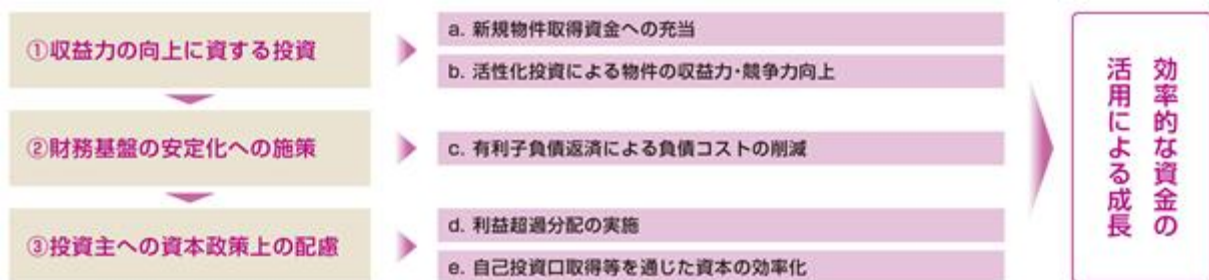 ①収益力の向上に資する投資
a. 新規物件取得資金への充当
b. 活性化投資による物件の収益力・競争力向上
②財務基盤の安定化への施策
c. 有利子負債返済による負債コストの削減
③投資主への資本政策上の配慮
d. 利益超過分配の実施
e. 自己投資口取得等を通じた資本の効率化
効率的な資金の
活用による成長